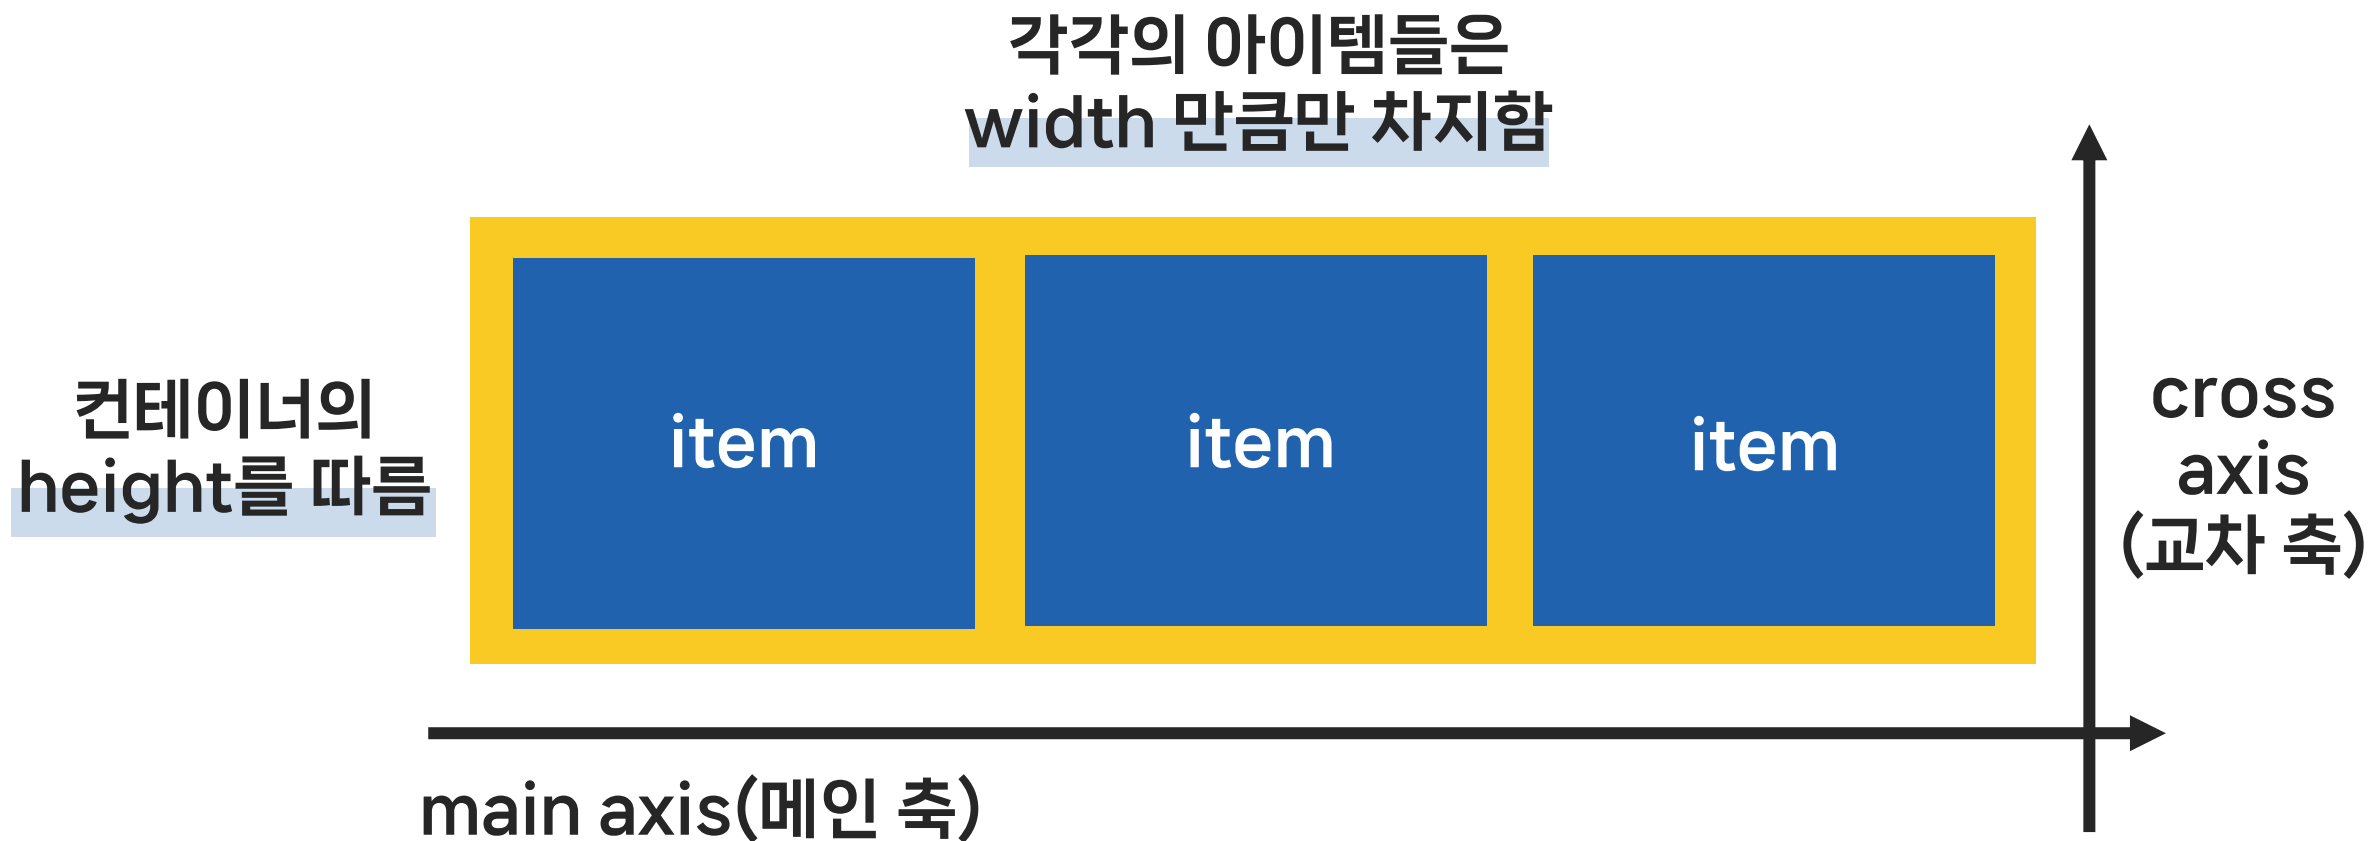 각각의 아이템들은
width 만큼만 차지함
컨테이너의
height를 따름
item
item
item
cross
axis
(교차 축)
main axis(메인 축)